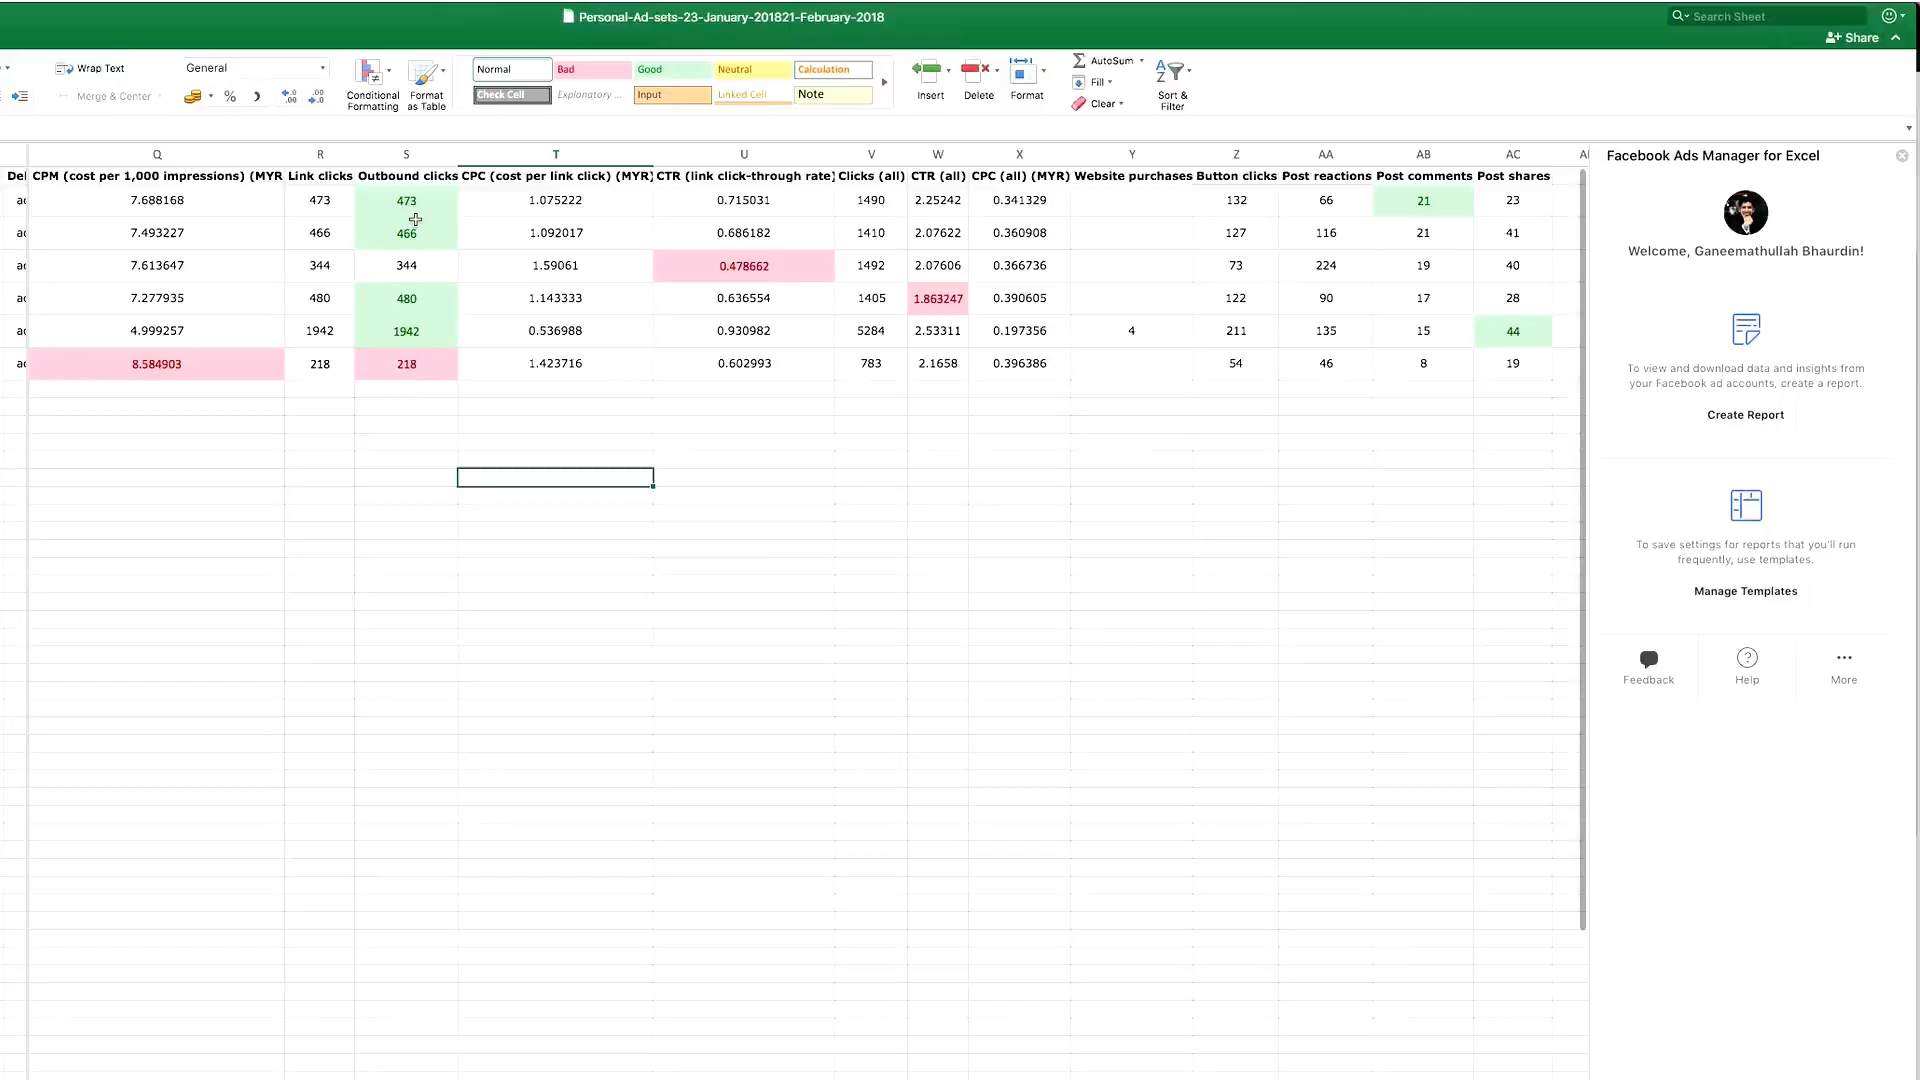 Personal-Ad-sets-23-January-201821-February-2018
Search Sheet
Share
Wrap Text
General
Normal
Bad
Good
Neutral
Calculation
AutoSum
Fill
Merge & Center
%
Conditional Formatting
Format as Table
Check Cell
Explanatory ...
Input
Linked Cell
Note
Insert
Delete
Format
Clear
Sort & Filter
Q R S T U V W X Y Z AA AB AC
Del CPM (cost per 1,000 impressions) (MYR Link clicks Outbound clicks CPC (cost per link click) (MYR) CTR (link click-through rate) Clicks (all) CTR (all) CPC (all) (MYR) Website purchases Button clicks Post reactions Post comments Post shares
7.688168 473 473 1.075222 0.715031 1490 2.25242 0.341329 132 66 21 23
7.493227 466 466 1.092017 0.686182 1410 2.07622 0.360908 127 116 21 41
7.613647 344 344 1.59061 0.478662 1492 2.07606 0.366736 73 224 19 40
7.277935 480 480 1.143333 0.636554 1405 1.863247 0.390605 122 90 17 28
4.999257 1942 1942 0.536988 0.930982 5284 2.53311 0.197356 4 211 135 15 44
8.584903 218 218 1.423716 0.602993 783 2.1658 0.396386 54 46 8 19
Facebook Ads Manager for Excel
Welcome, Ganeemathullah Bhaurdin!
To view and download data and insights from
your Facebook ad accounts, create a report.
Create Report
To save settings for reports that you'll run
frequently, use templates.
Manage Templates
Feedback
Help
More